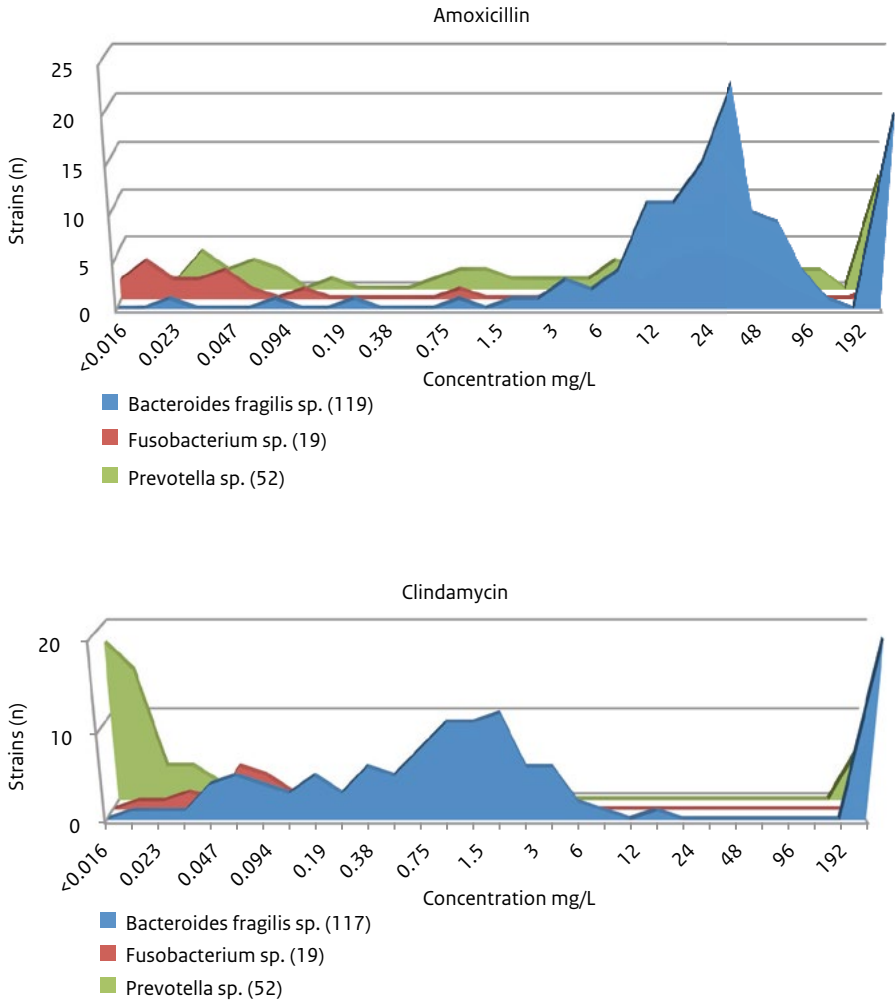 Amoxicillin
25
20
15
10
5
0
Strains (n)
<0.016 0.023 0.047 0.094 0.19 0.38 0.75 1.5 3 6 12 24 48 96 192
Concentration mg/L
Bacteroides fragilis sp. (119)
Fusobacterium sp. (19)
Prevotella sp. (52)
Clindamycin
20
10
0
Strains (n)
<0.016 0.023 0.047 0.094 0.19 0.38 0.75 1.5 3 6 12 24 48 96 192
Concentration mg/L
Bacteroides fragilis sp. (117)
Fusobacterium sp. (19)
Prevotella sp. (52)